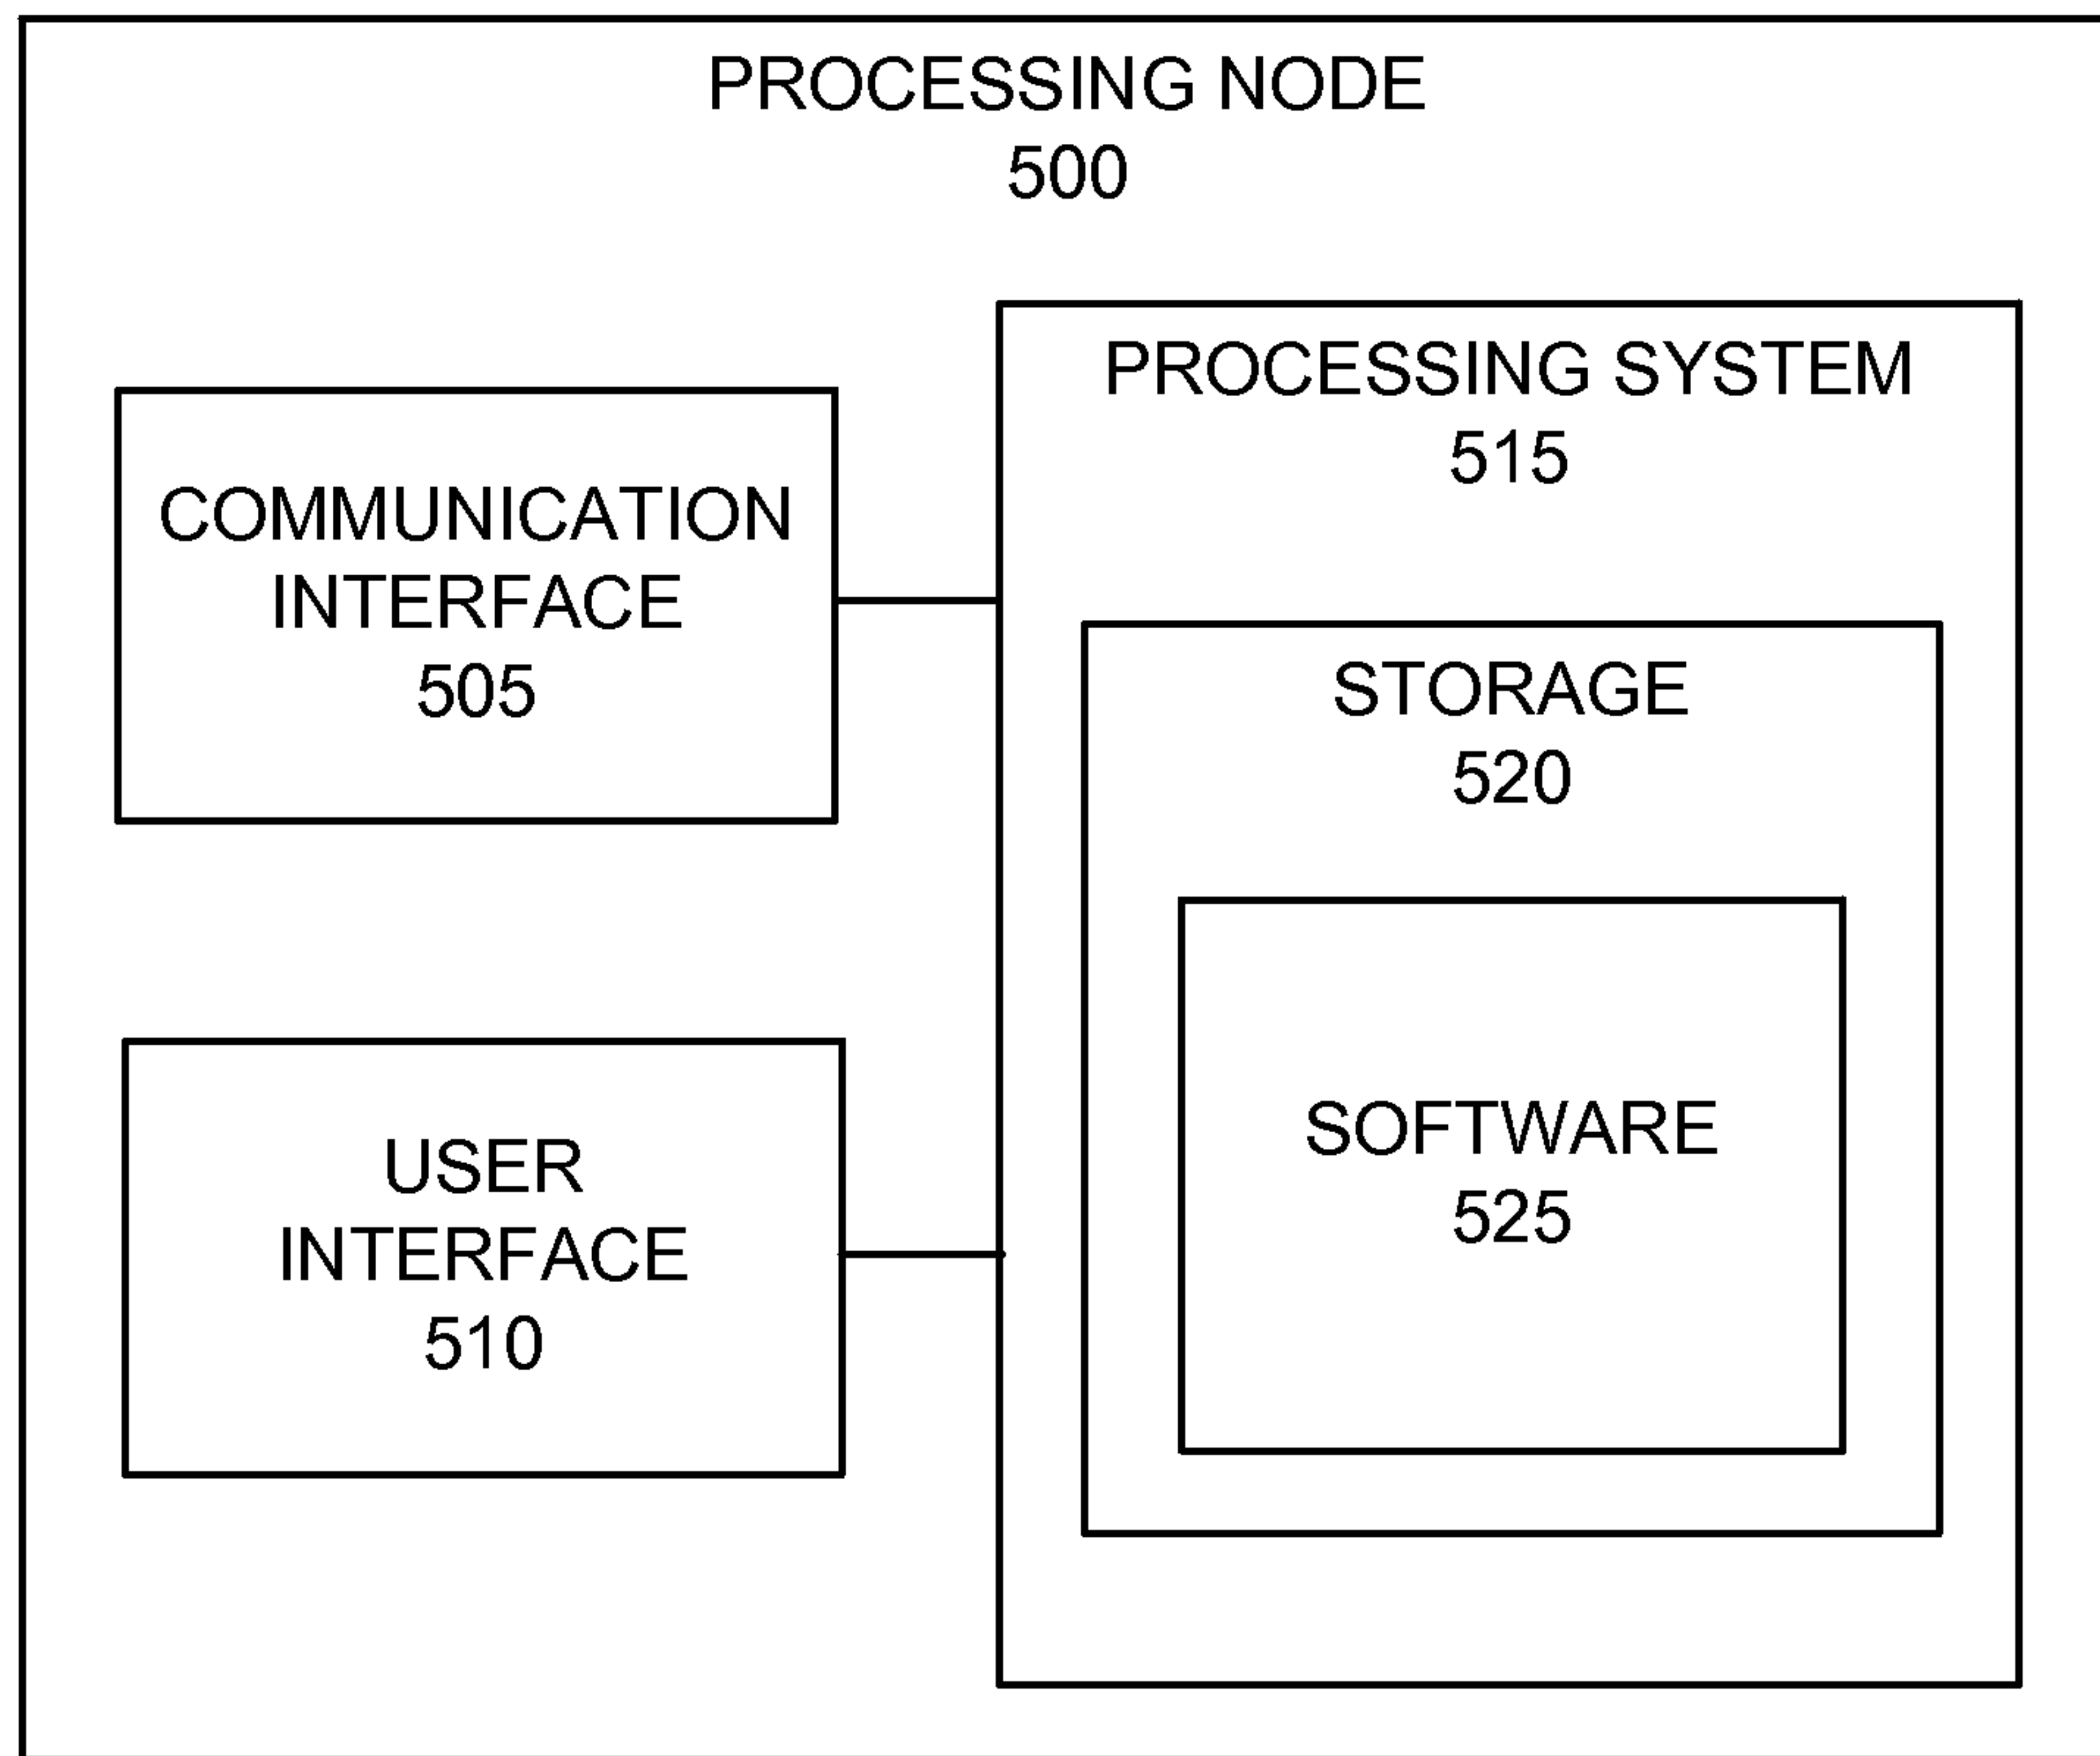 PROCESSING NODE
500
PROCESSING SYSTEM
515
COMMUNICATION
INTERFACE
505
STORAGE
520
USER
INTERFACE
510
SOFTWARE
525